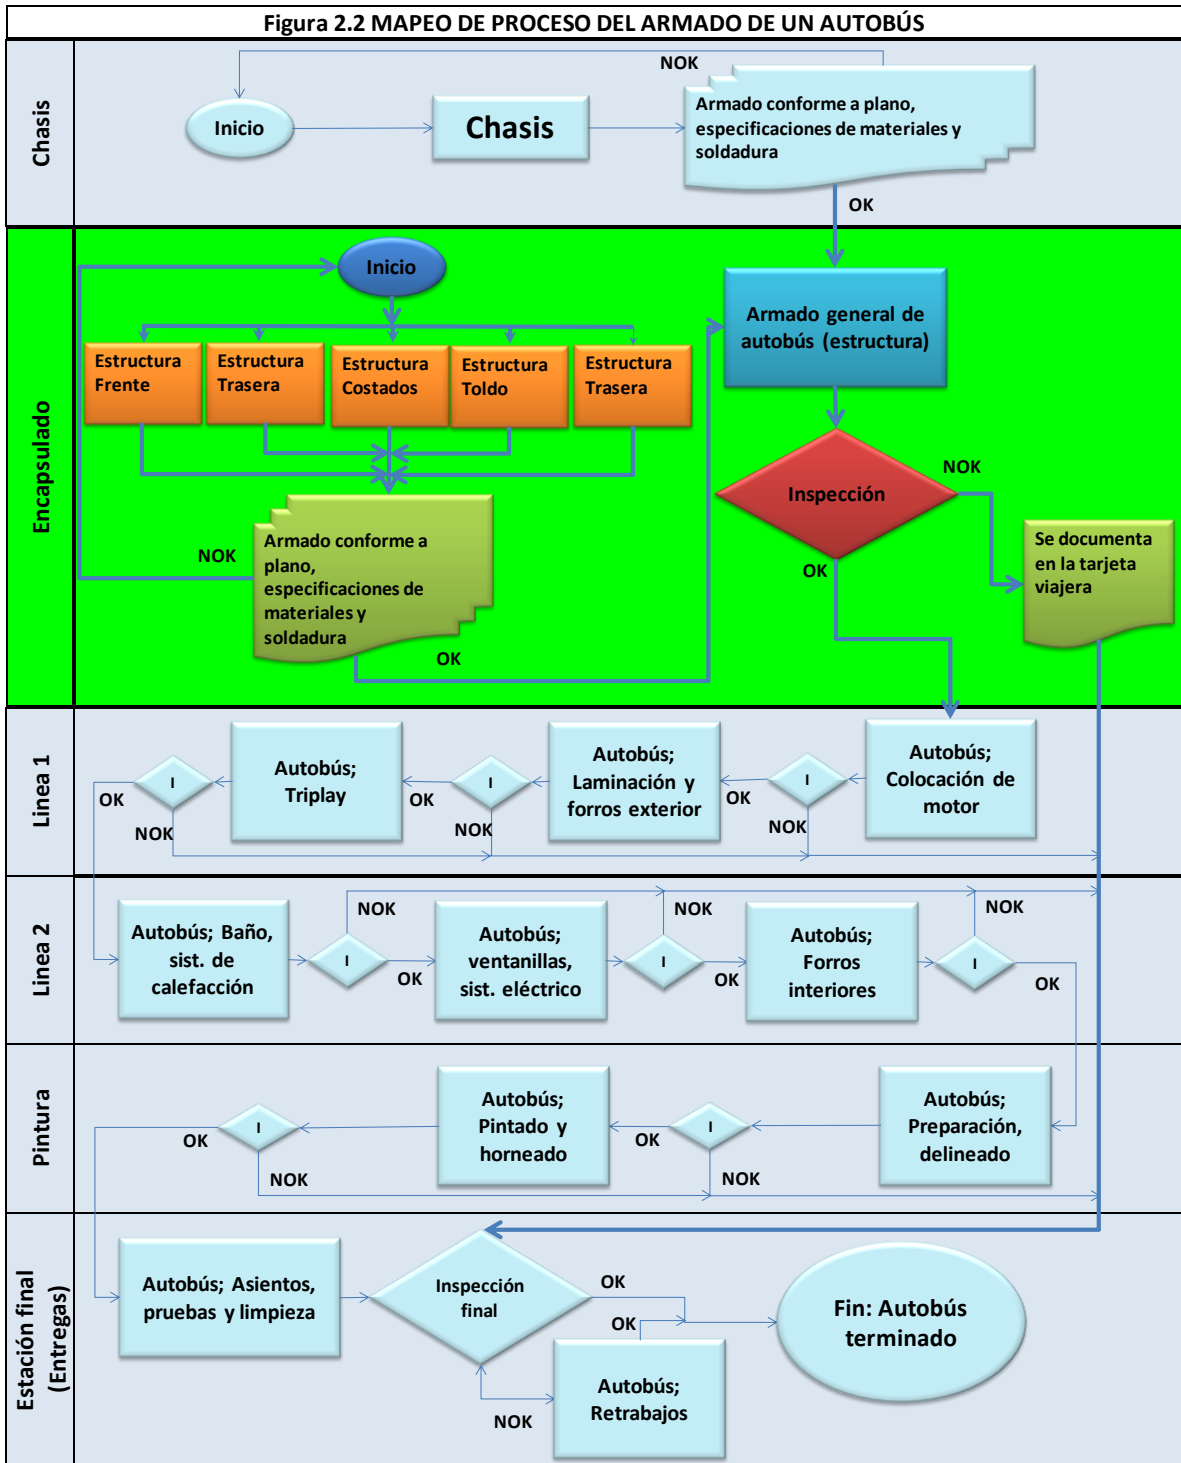 Figura 2.2 MAPEO DE PROCESO DEL ARMADO DE UN AUTOBÚS
Chasis
NOK
Inicio
Chasis
Armado conforme a plano,
especificaciones de materiales y
soldadura
OK
Encapsulado
Inicio
Estructura
Frente
Estructura
Trasera
Estructura
Costados
Estructura
Toldo
Estructura
Trasera
Armado general de
autobús (estructura)
Inspección
NOK
OK
Se documenta
en la tarjeta
viajera
NOK
Armado conforme a
plano,
especificaciones de
materiales y
soldadura
OK
Linea 1
OK
I
NOK
Autobús;
Triplay
OK
I
NOK
Autobús;
Laminación y
forros exterior
OK
I
NOK
Autobús;
Colocación de
motor
Linea 2
Autobús; Baño,
sist. de
calefacción
NOK
I
OK
Autobús;
ventanillas,
sist. eléctrico
NOK
I
OK
Autobús;
Forros
interiores
NOK
I
OK
Pintura
OK
I
NOK
Autobús;
Pintado y
horneado
OK
I
NOK
Autobús;
Preparación,
delineado
Estación final
(Entregas)
Autobús; Asientos,
pruebas y limpieza
Inspección
final
OK
OK
NOK
Autobús;
Retrabajos
Fin: Autobús
terminado